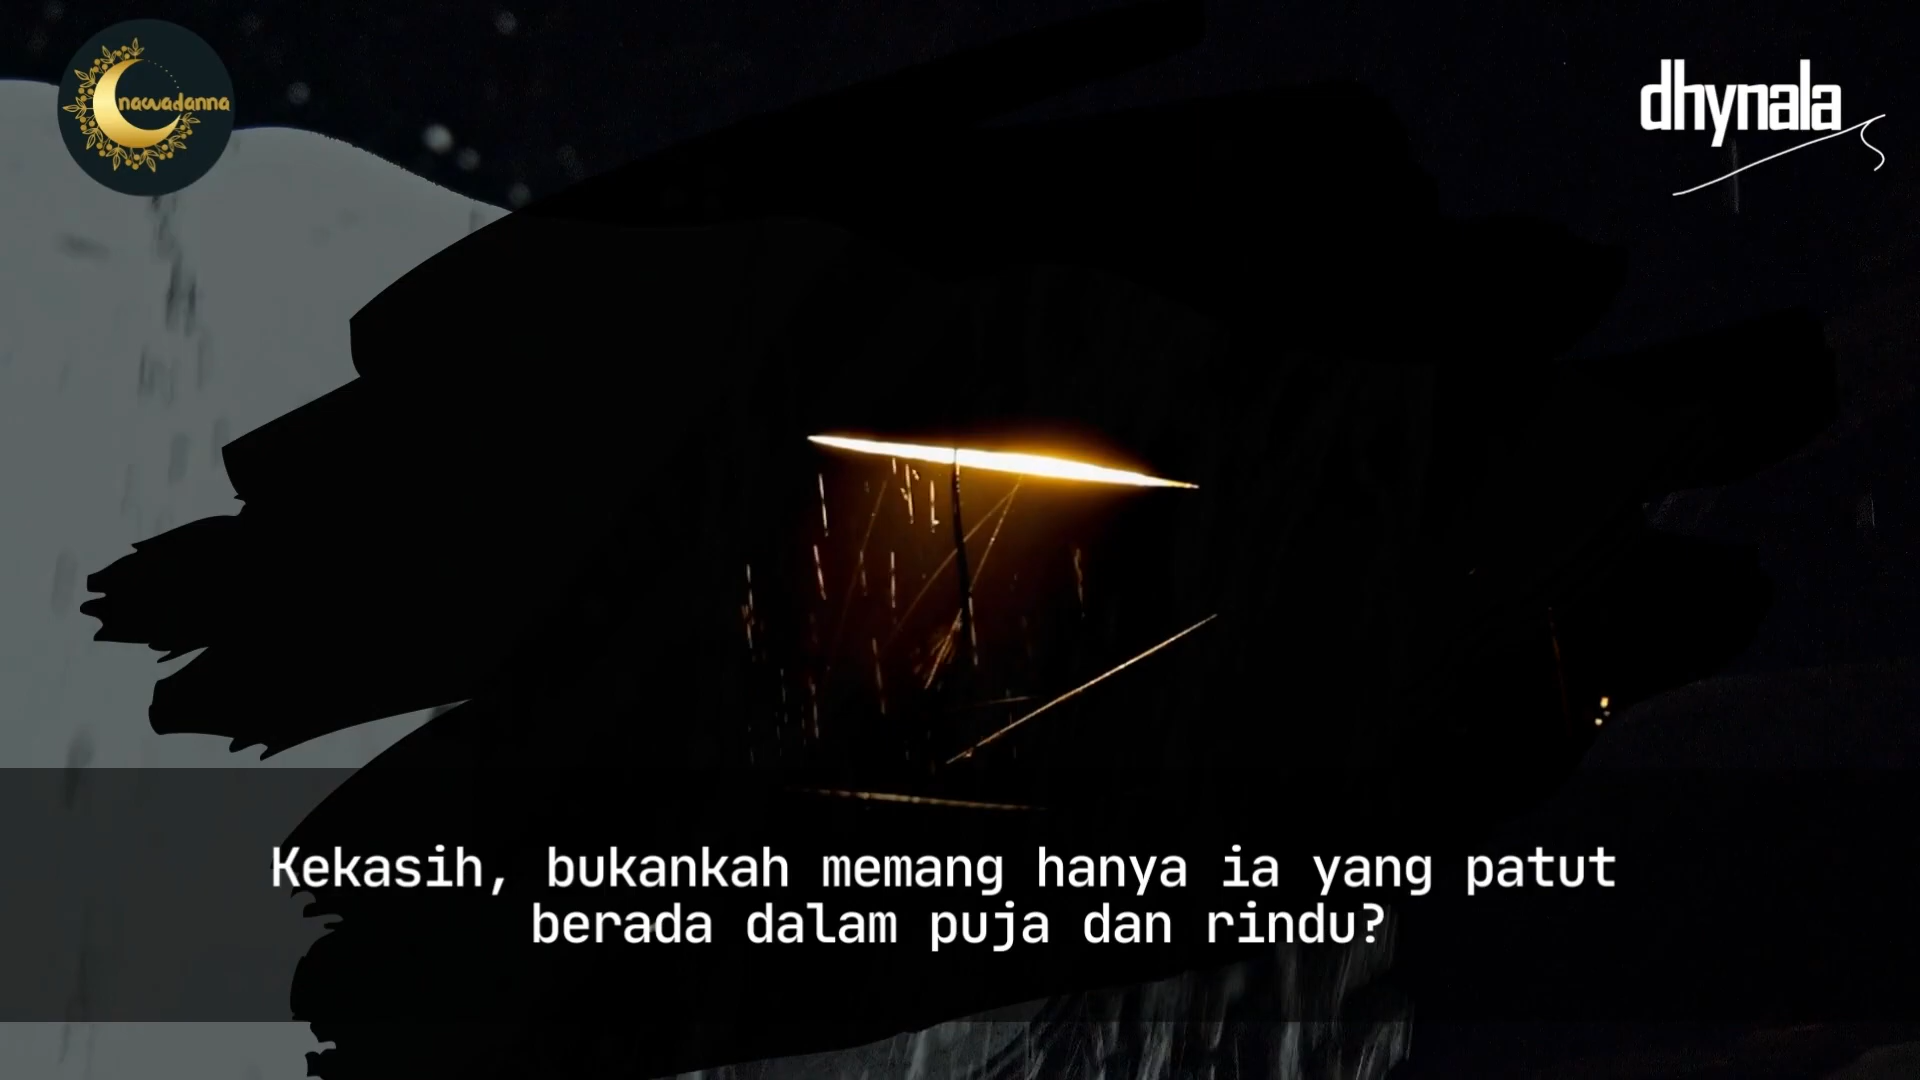 nawadanna
dhynala
Kekasih, bukankah memang hanya ia yang patut
berada dalam puja dan rindu?